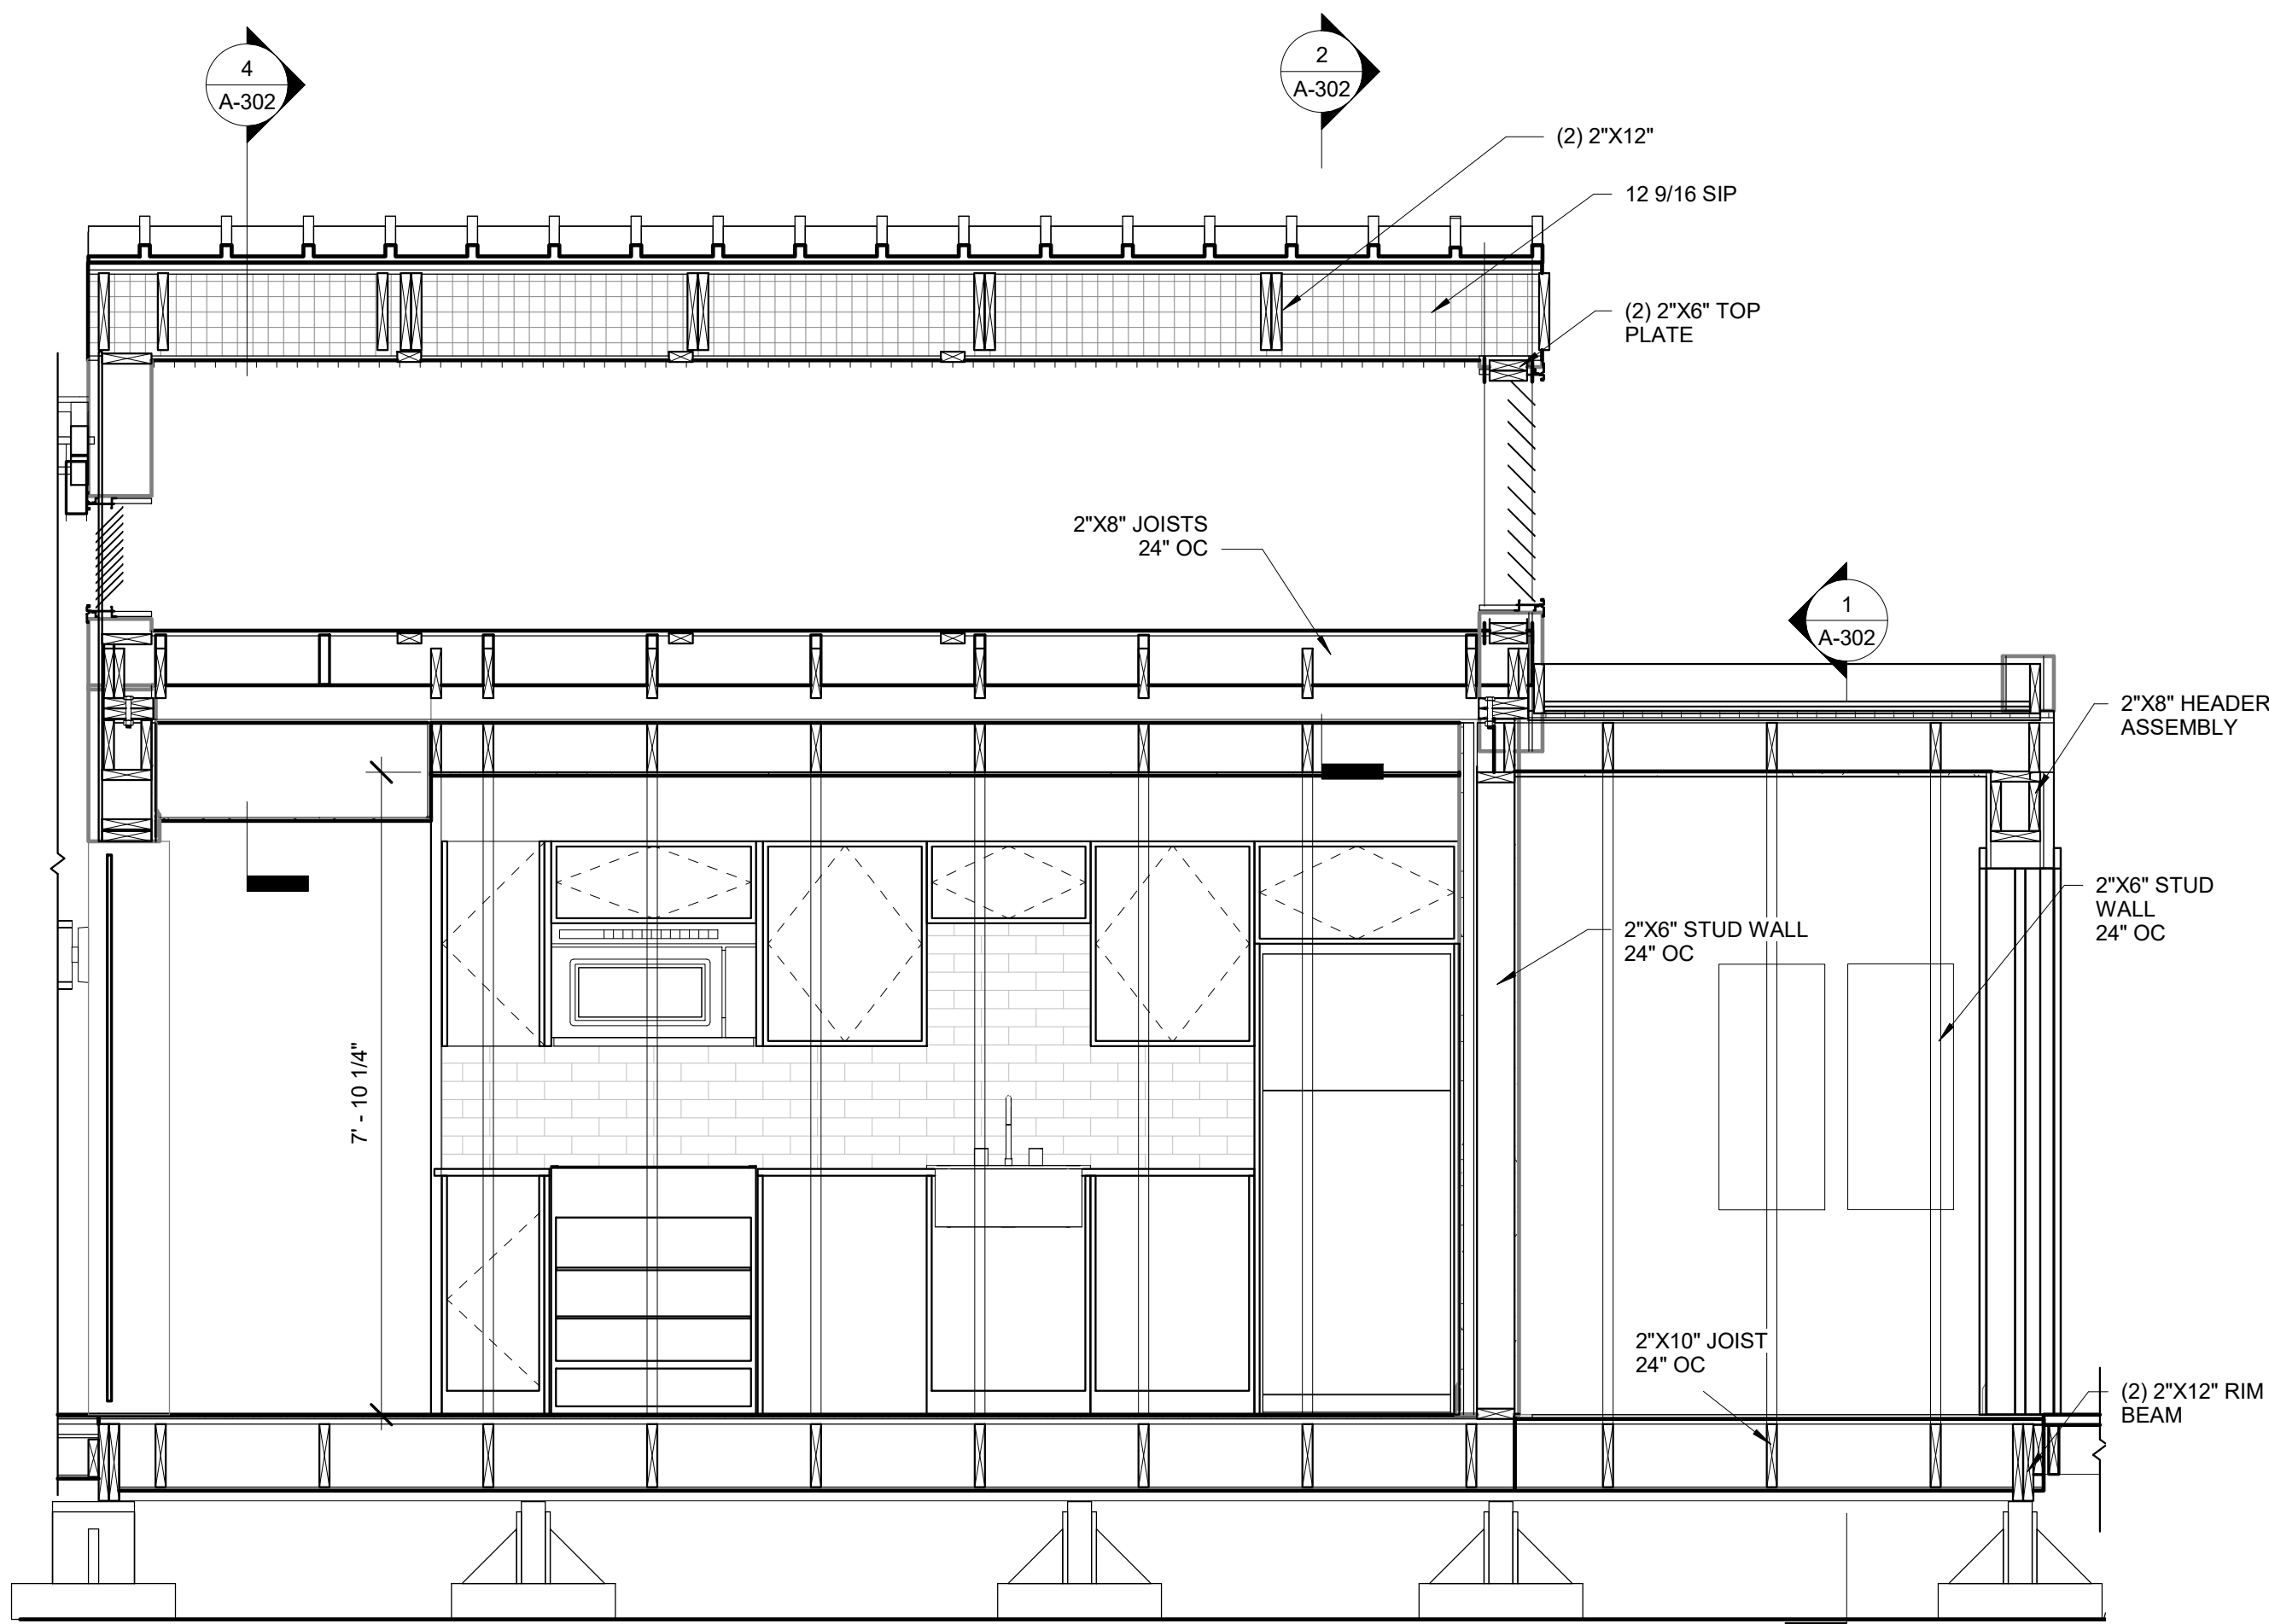 4
A-302
2
A-302
(2) 2"X12"
12 9/16 SIP
(2) 2"X6" TOP
PLATE
2"X8" JOISTS
24" OC
1
A-302
2"X8" HEADER
ASSEMBLY
2"X6" STUD
WALL
24" OC
2"X6" STUD WALL
24" OC
7' - 10 1/4"
2"X10" JOIST
24" OC
(2) 2"X12" RIM
BEAM